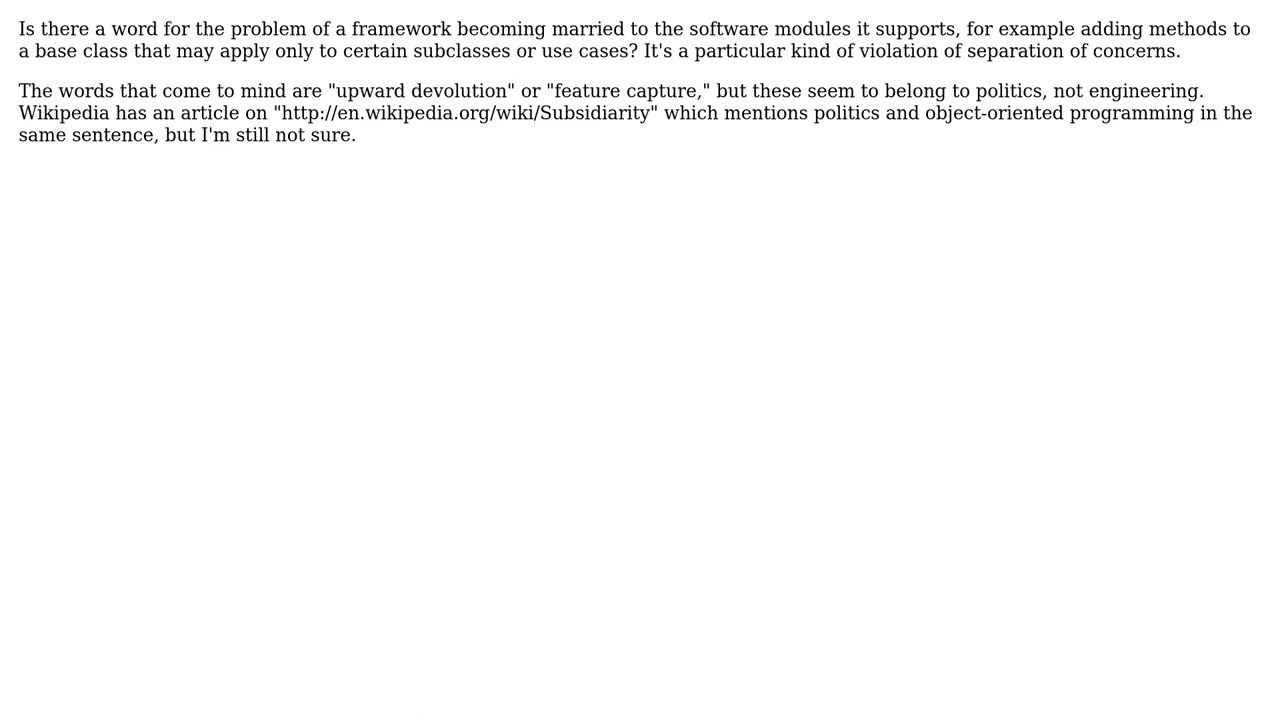 Is there a word for the problem of a framework becoming married to the software modules it supports, for example adding methods to
a base class that may apply only to certain subclasses or use cases? It's a particular kind of violation of separation of concerns.
The words that come to mind are "upward devolution" or "feature capture," but these seem to belong to politics, not engineering.
Wikipedia has an article on "http://en.wikipedia.org/wiki/Subsidiarity" which mentions politics and object-oriented programming in the
same sentence, but I'm still not sure.